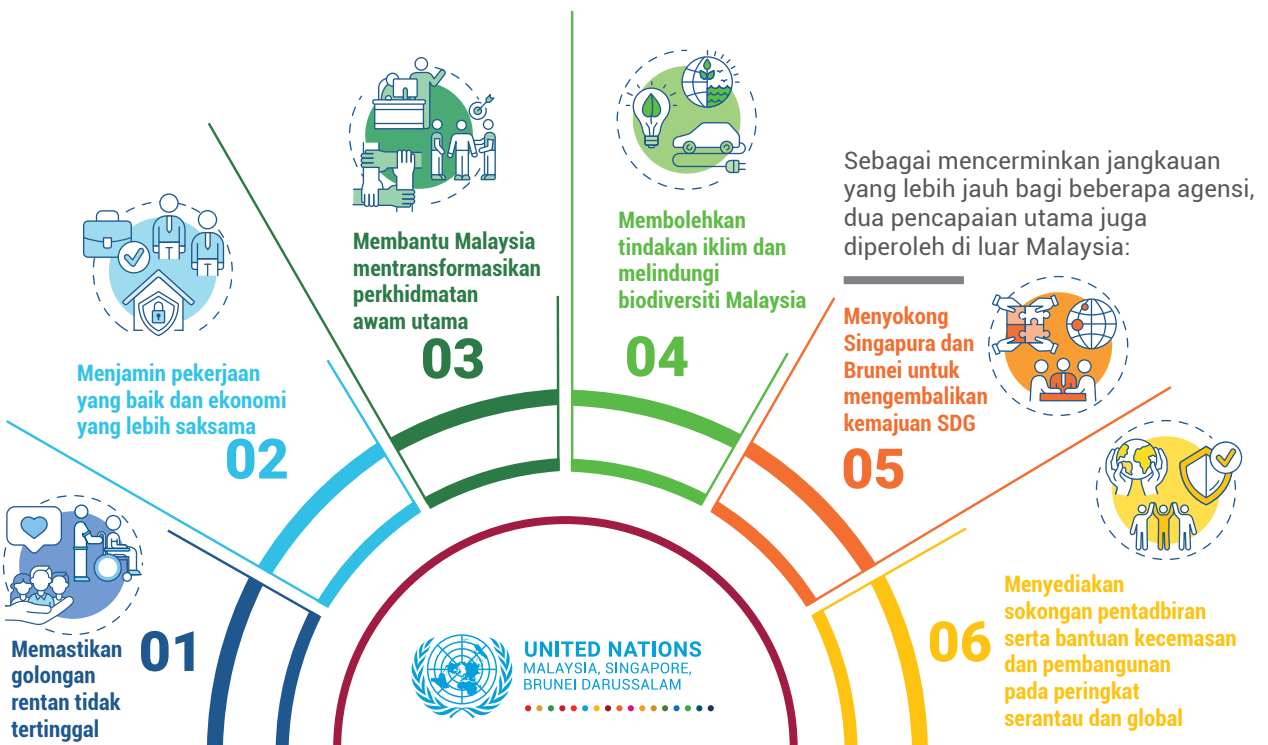 01
Memastikan
golongan
rentan tidak
tertinggal
Menjamin pekerjaan
yang baik dan ekonomi
yang lebih saksama
02
Membantu Malaysia
mentransformasikan
perkhidmatan
awam utama
03
Membolehkan
tindakan iklim dan
melindungi
biodiversiti Malaysia
04
Sebagai mencerminkan jangkauan
yang lebih jauh bagi beberapa agensi,
dua pencapaian utama juga
diperoleh di luar Malaysia:
Menyokong
Singapura dan
Brunei untuk
mengembalikan
kemajuan SDG
05
06
Menyediakan
sokongan pentadbiran
serta bantuan kecemasan
dan pembangunan
pada peringkat
serantau dan global
UNITED NATIONS
MALAYSIA, SINGAPORE,
BRUNEI DARUSSALAM